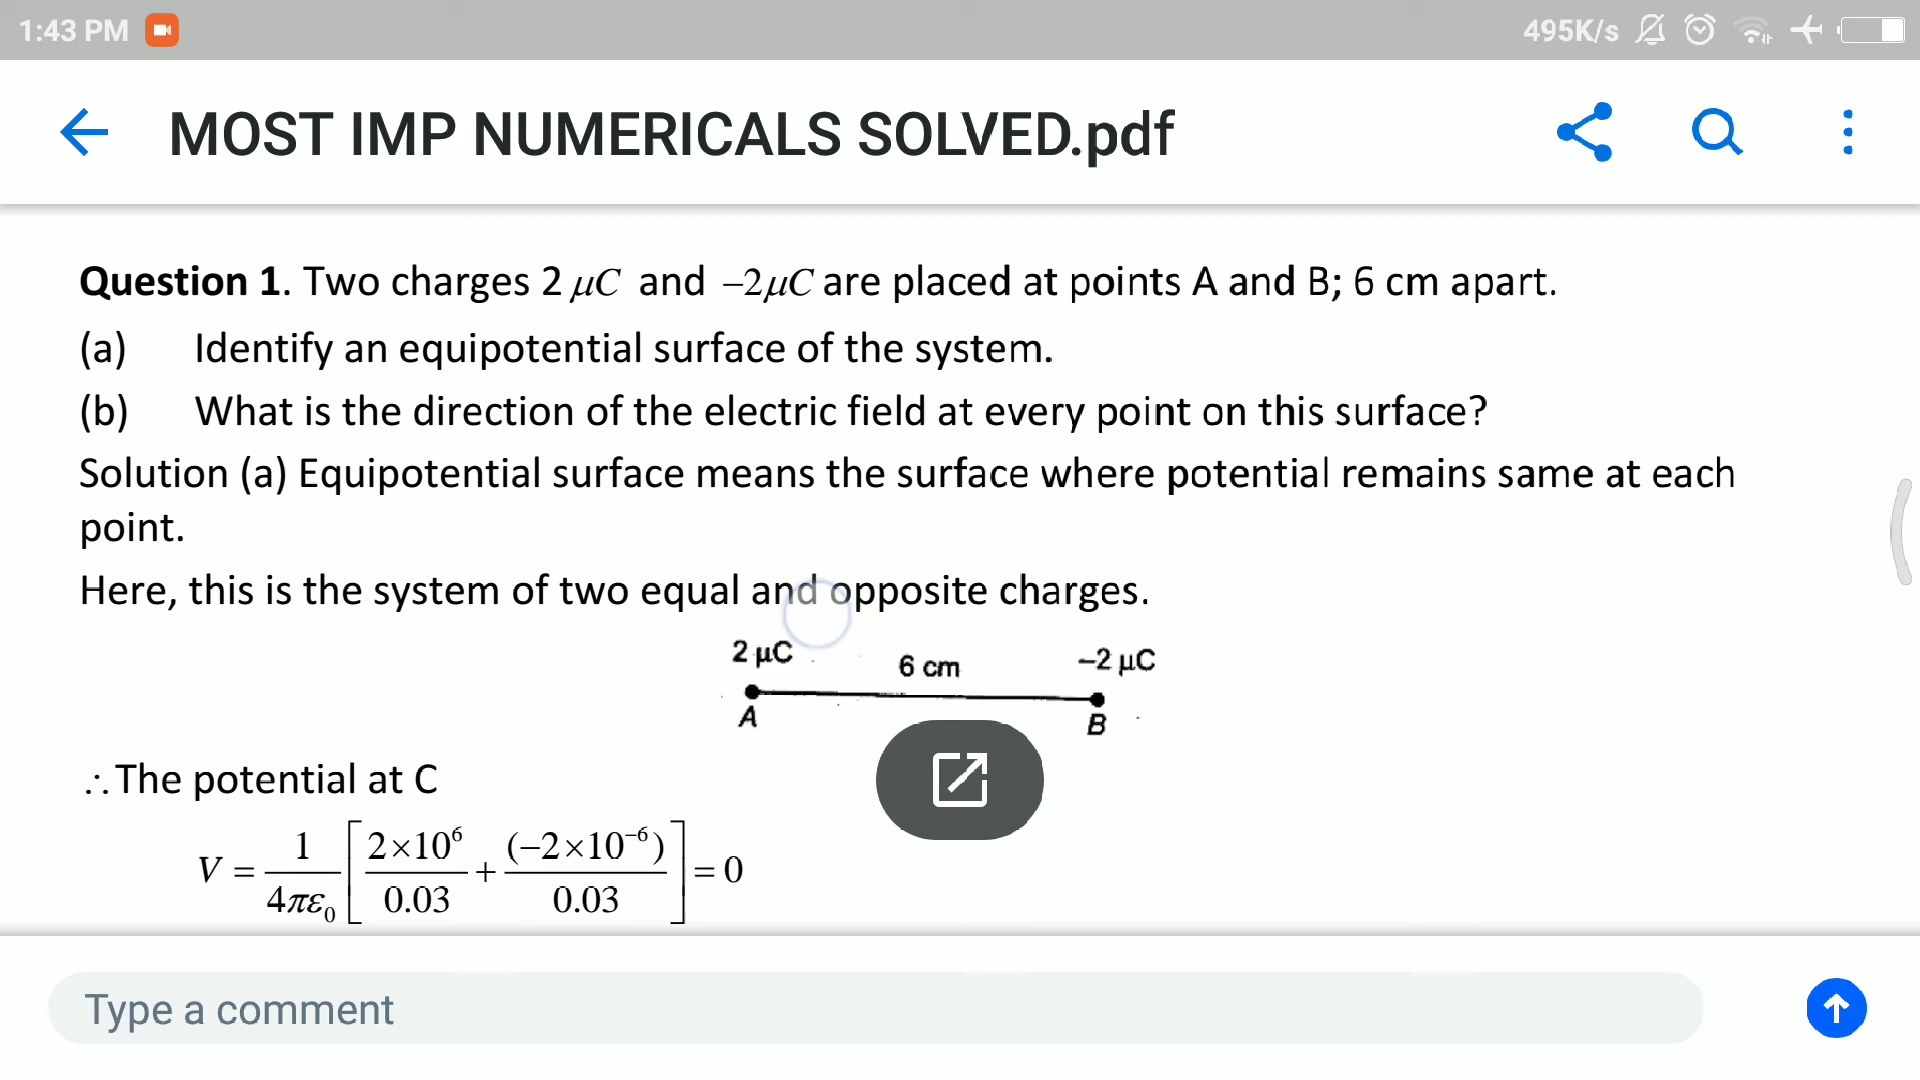 1:43 PM 495K/s
MOST IMP NUMERICALS SOLVED.pdf
Question 1. Two charges 2 μC and −2μC are placed at points A and B; 6 cm apart.
(a) Identify an equipotential surface of the system.
(b) What is the direction of the electric field at every point on this surface?
Solution (a) Equipotential surface means the surface where potential remains same at each
point.
Here, this is the system of two equal and opposite charges.
2 μC 6 cm −2 μC
A B
∴ The potential at C
V = 1/4πε₀ [2×10⁶/0.03 + (−2×10⁻⁶)/0.03] = 0
Type a comment